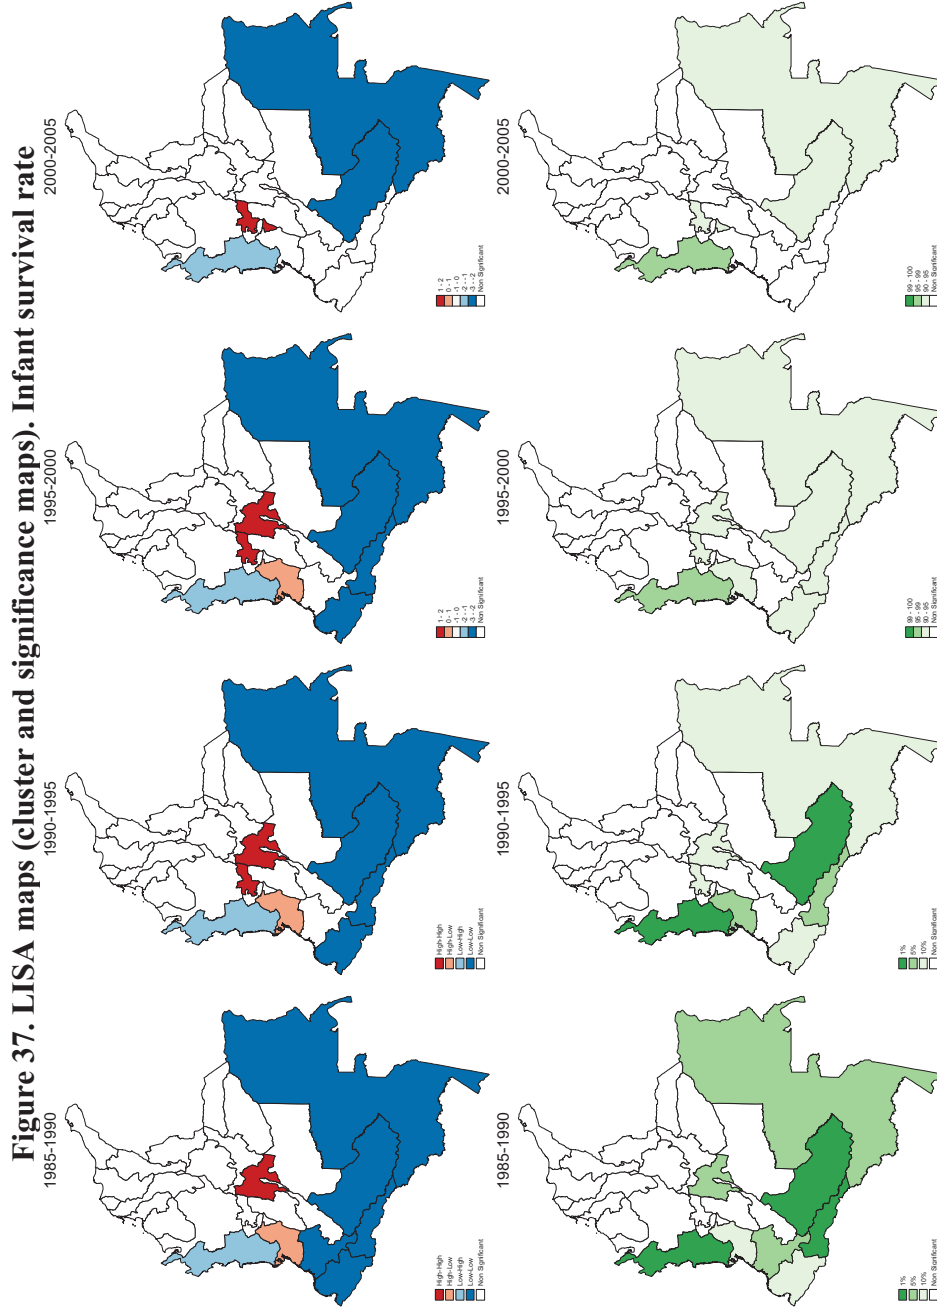 Figure 37. LISA maps (cluster and significance maps). Infant survival rate
1985-1990
High-High
High-Low
Low-High
Low-Low
Non Significant
1990-1995
High-High
High-Low
Low-High
Low-Low
Non Significant
1995-2000
1 - 2
0 - 1
-1 - 0
-2 - -1
-3 - -2
Non Significant
2000-2005
1 - 2
0 - 1
-1 - 0
-2 - -1
-3 - -2
Non Significant
1985-1990
1%
5%
10%
Non Significant
1990-1995
1%
5%
10%
Non Significant
1995-2000
99 - 100
95 - 99
90 - 95
Non Significant
2000-2005
99 - 100
95 - 99
90 - 95
Non Significant